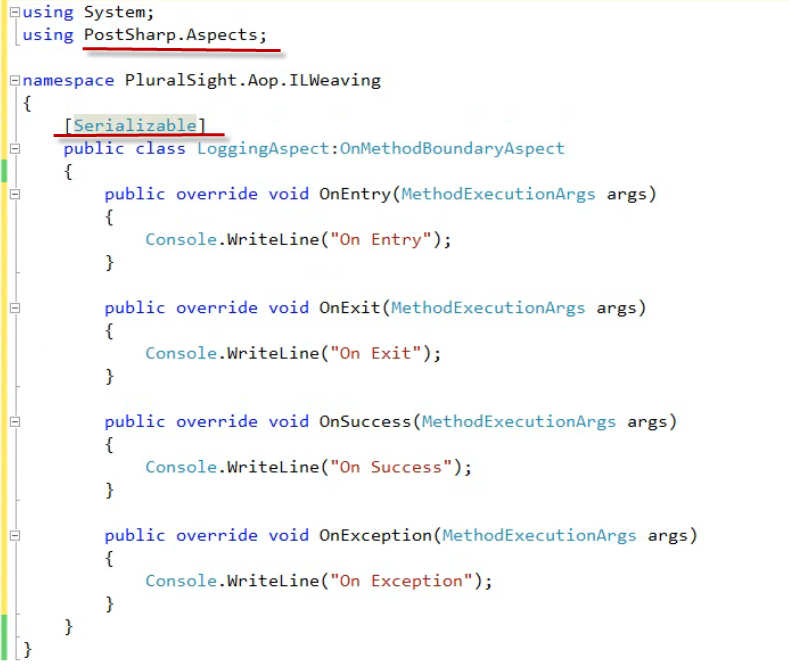 using System;
using PostSharp.Aspects;
namespace PluralSight.Aop.ILWeaving
{
[Serializable]
public class LoggingAspect:OnMethodBoundaryAspect
{
public override void OnEntry(MethodExecutionArgs args)
{
Console.WriteLine("On Entry");
}
public override void OnExit(MethodExecutionArgs args)
{
Console.WriteLine("On Exit");
}
public override void OnSuccess(MethodExecutionArgs args)
{
Console.WriteLine("On Success");
}
public override void OnException(MethodExecutionArgs args)
{
Console.WriteLine("On Exception");
}
}
}